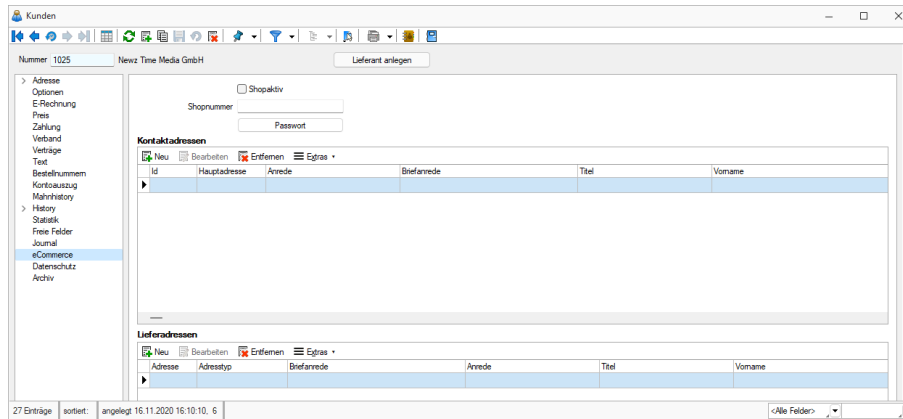 Kunden
Nummer 1025 Newz Time Media GmbH Lieferant anlegen
Adresse
Optionen
E-Rechnung
Preis
Zahlung
Verband
Verträge
Text
Bestellnummern
Kontoauszug
Mahnhistory
History
Statistik
Freie Felder
Journal
eCommerce
Datenschutz
Archiv
Shopaktiv
Shopnummer
Passwort
Kontaktadressen
Neu Bearbeiten Entfernen Extras
Id Hauptadresse Anrede Briefanrede Titel Vorname
Lieferadressen
Neu Bearbeiten Entfernen Extras
Adresse Adresstyp Briefanrede Anrede Titel Vorname
27 Einträge sortiert: angelegt 16.11.2020 16:10:10, 6 <Alle Felder>